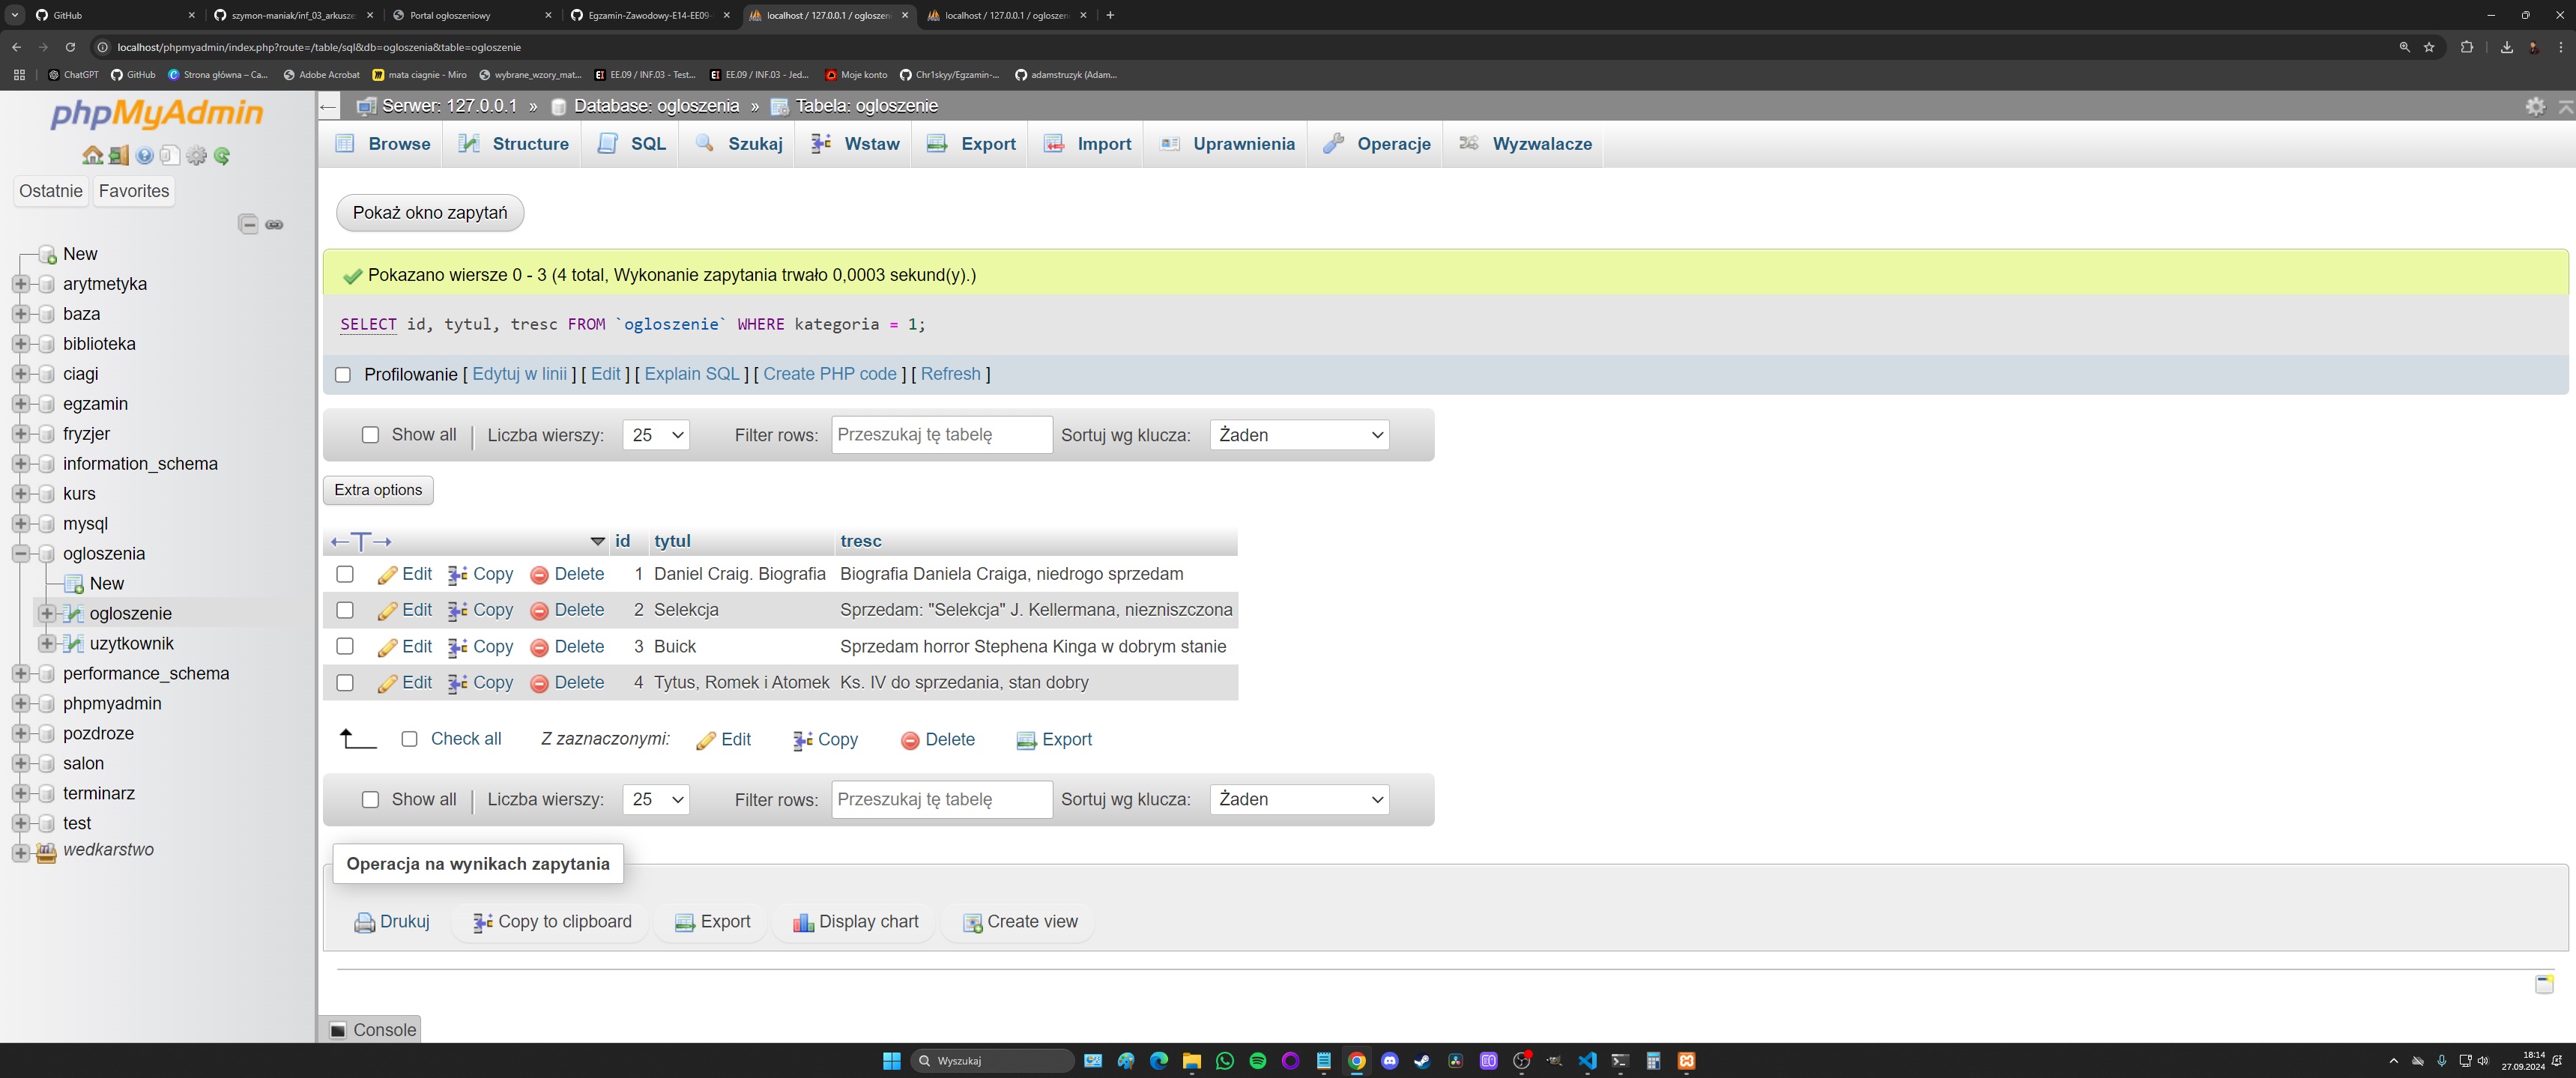 GitHub
szymon-maniak/inf_03_arkusze
Portal ogłoszeniowy
Egzamin-Zawodowy-E14-EE09-
localhost / 127.0.0.1 / ogloszen
localhost / 127.0.0.1 / ogloszen
localhost/phpmyadmin/index.php?route=/table/sql&db=ogloszenia&table=ogloszenie
ChatGPT
GitHub
Strona główna – Ca...
Adobe Acrobat
mata ciagnie - Miro
wybrane_wzory_mat...
EE.09 / INF.03 - Test...
EE.09 / INF.03 - Jed...
Moje konto
Chr1skyy/Egzamin-...
adamstruzyk (Adam...
phpMyAdmin
Ostatnie
Favorites
New
arytmetyka
baza
biblioteka
ciagi
egzamin
fryzjer
information_schema
kurs
mysql
ogloszenia
New
ogloszenie
uzytkownik
performance_schema
phpmyadmin
pozdroze
salon
terminarz
test
wedkarstwo
Serwer: 127.0.0.1 » Database: ogloszenia » Tabela: ogloszenie
Browse
Structure
SQL
Szukaj
Wstaw
Export
Import
Uprawnienia
Operacje
Wyzwalacze
Pokaż okno zapytań
Pokazano wiersze 0 - 3 (4 total, Wykonanie zapytania trwało 0,0003 sekund(y).)
SELECT id, tytul, tresc FROM `ogloszenie` WHERE kategoria = 1;
Profilowanie [ Edytuj w linii ] [ Edit ] [ Explain SQL ] [ Create PHP code ] [ Refresh ]
Show all | Liczba wierszy: 25 Filter rows: Przeszukaj tę tabelę Sortuj wg klucza: Żaden
Extra options
id tytul tresc
Edit Copy Delete 1 Daniel Craig. Biografia Biografia Daniela Craiga, niedrogo sprzedam
Edit Copy Delete 2 Selekcja Sprzedam: "Selekcja" J. Kellermana, niezniszczona
Edit Copy Delete 3 Buick Sprzedam horror Stephena Kinga w dobrym stanie
Edit Copy Delete 4 Tytus, Romek i Atomek Ks. IV do sprzedania, stan dobry
Check all Z zaznaczonymi: Edit Copy Delete Export
Show all | Liczba wierszy: 25 Filter rows: Przeszukaj tę tabelę Sortuj wg klucza: Żaden
Operacja na wynikach zapytania
Drukuj
Copy to clipboard
Export
Display chart
Create view
Console
Wyszukaj
18:14
27.09.2024